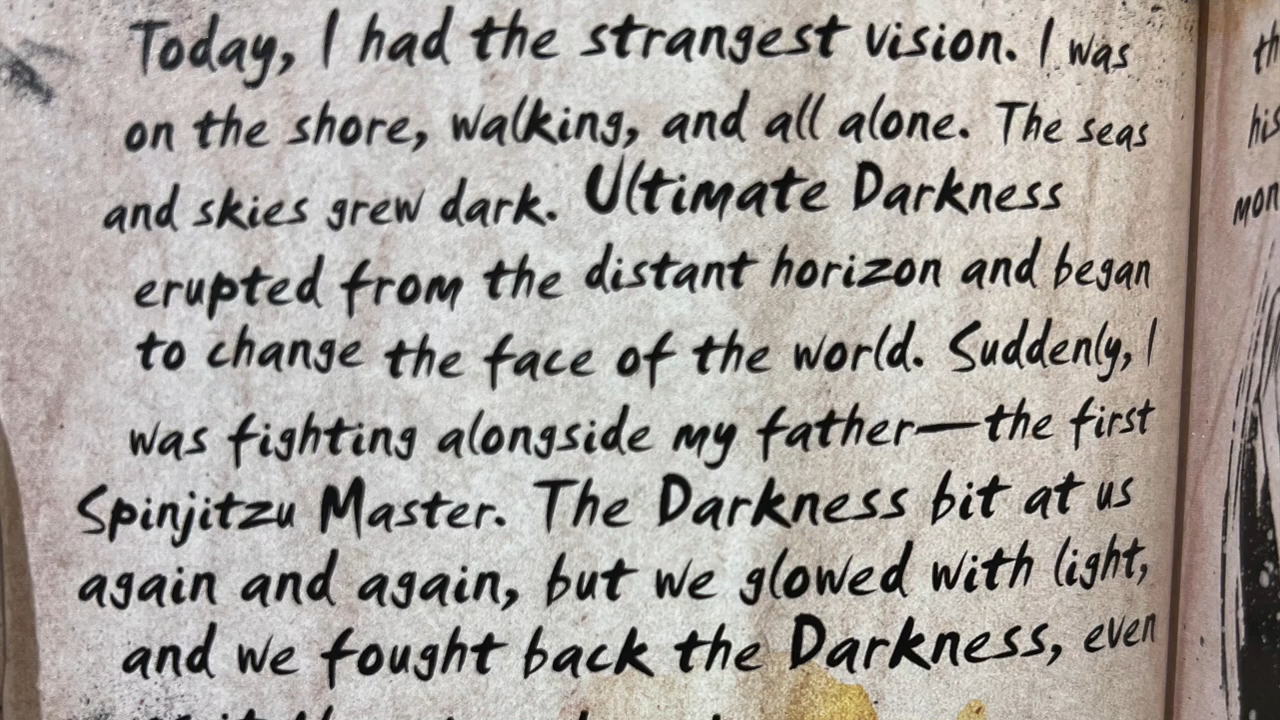 Today, I had the strangest vision. I was
on the shore, walking, and all alone. The seas
and skies grew dark. Ultimate Darkness
erupted from the distant horizon and began
to change the face of the world. Suddenly, I
was fighting alongside my father—the first
Spinjitzu Master. The Darkness bit at us
again and again, but we glowed with light,
and we fought back the Darkness, even